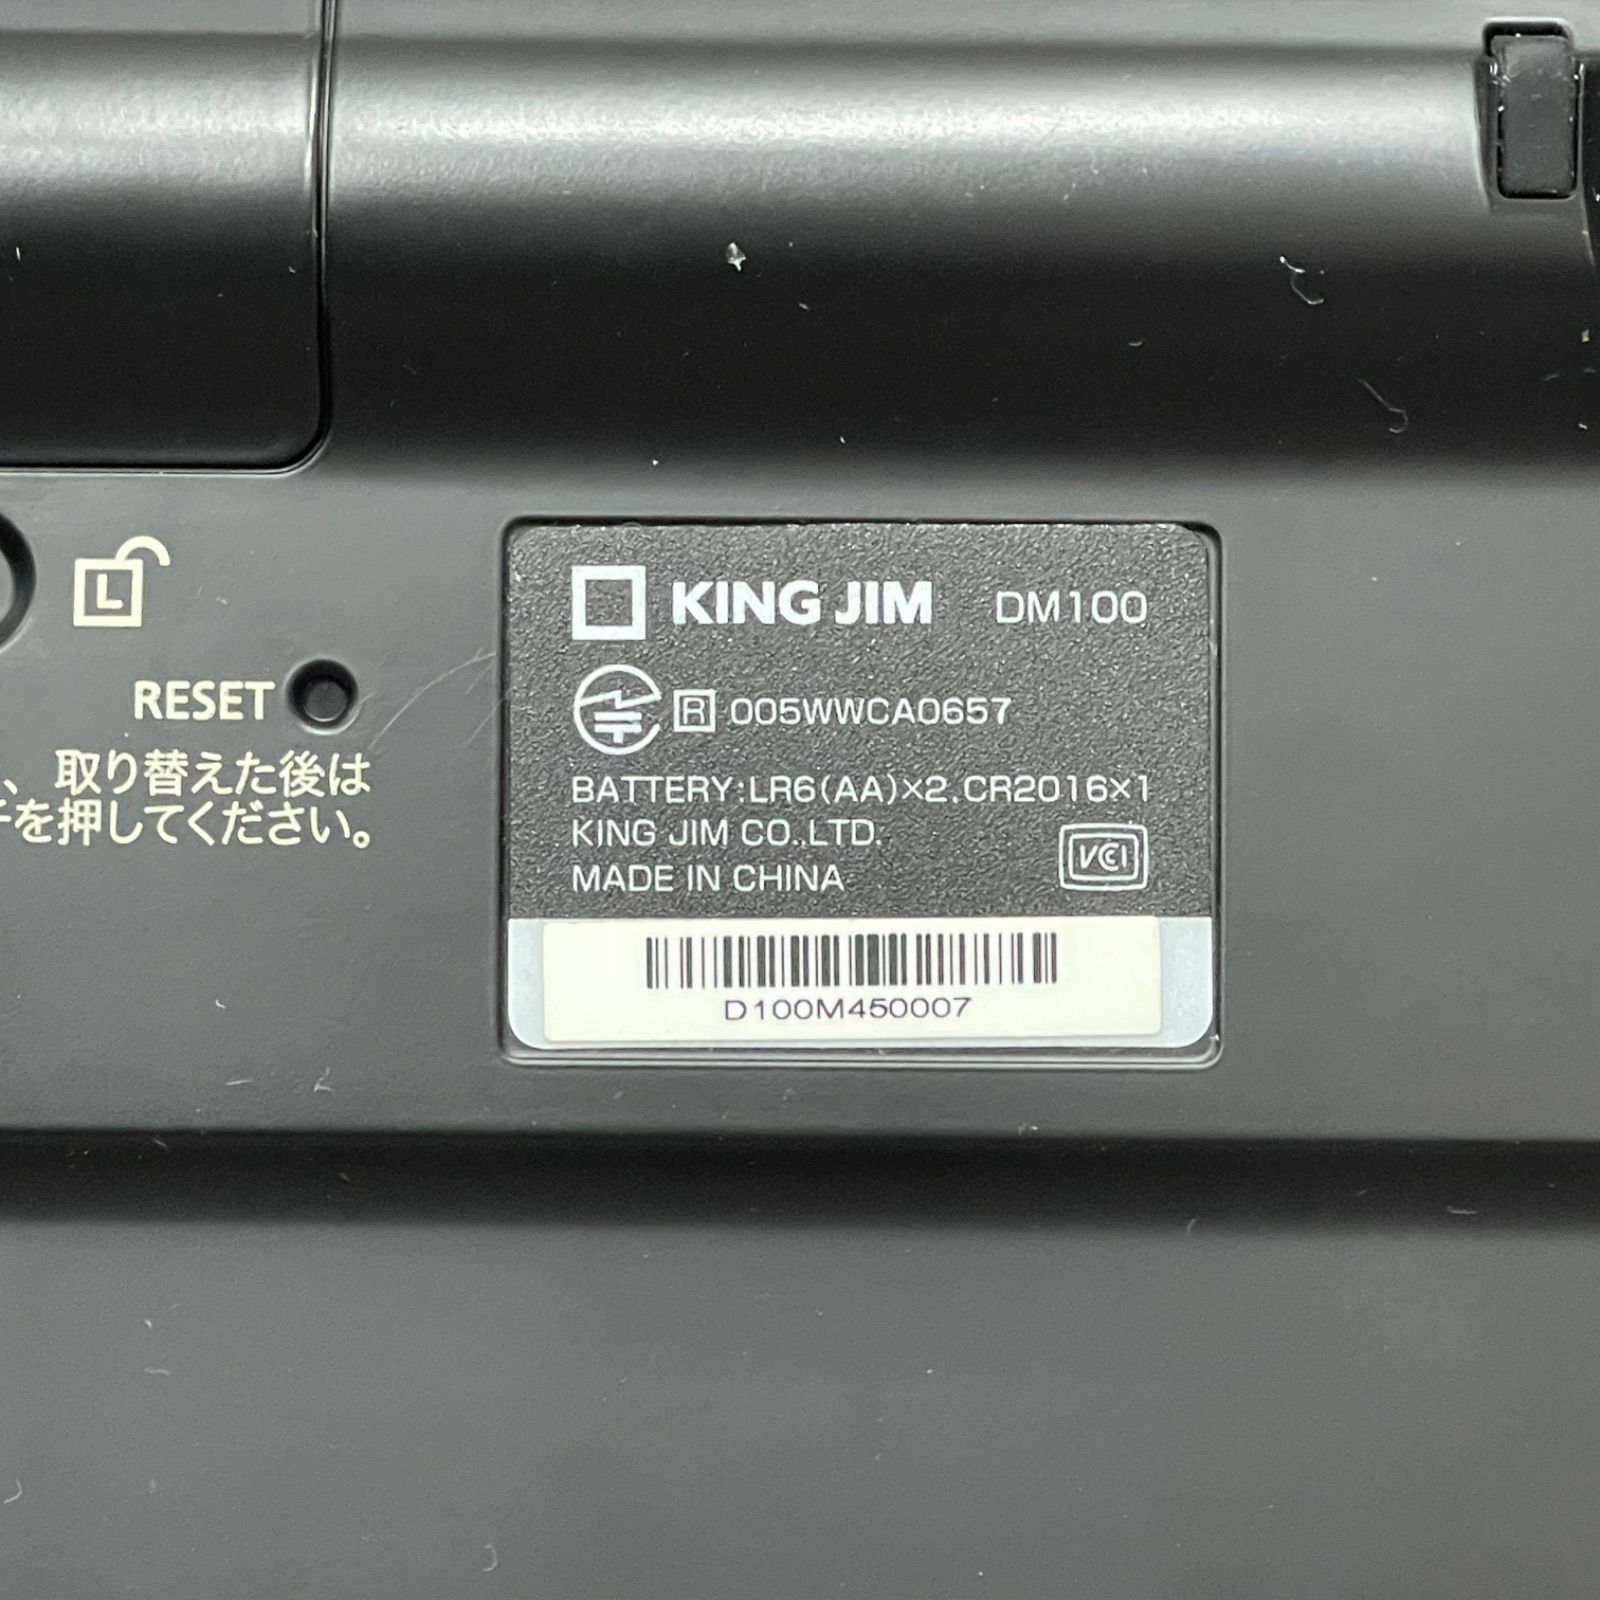 L
RESET
、取り替えた後は
を押してください。
KING JIM DM100
R 005WWCA0657
BATTERY:LR6(AA)×2,CR2016×1
KING JIM CO.,LTD.
MADE IN CHINA
VCCI
D100M450007